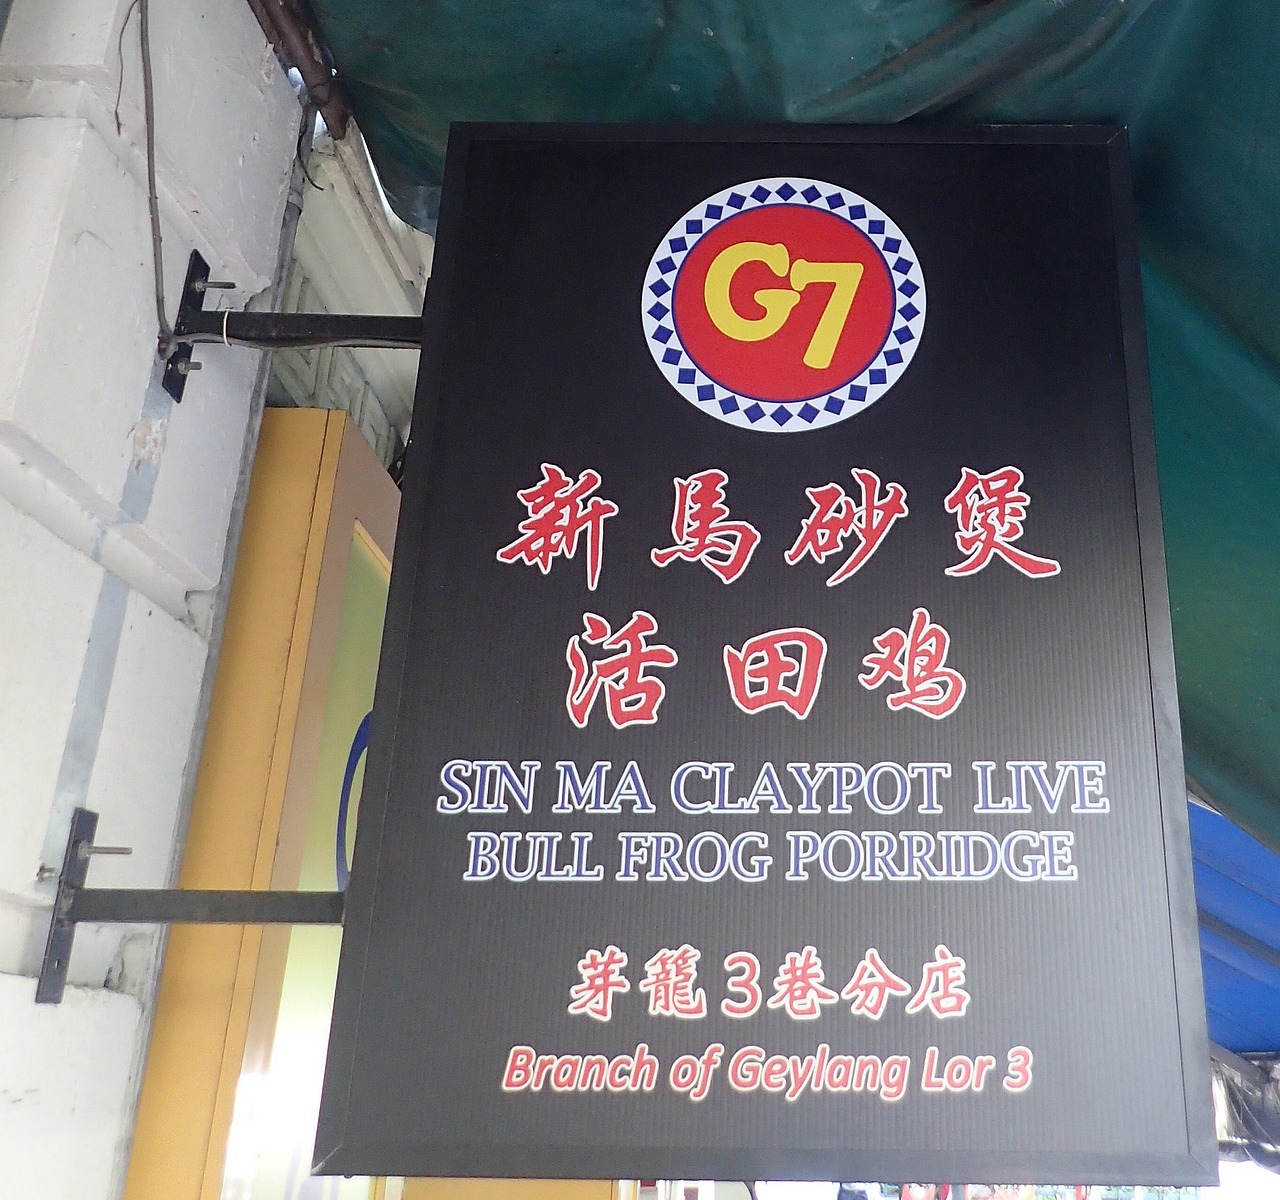 G7
新馬砂煲
活田鸡
SIN MA CLAYPOT LIVE
BULL FROG PORRIDGE
芽籠3巷分店
Branch of Geylang Lor 3